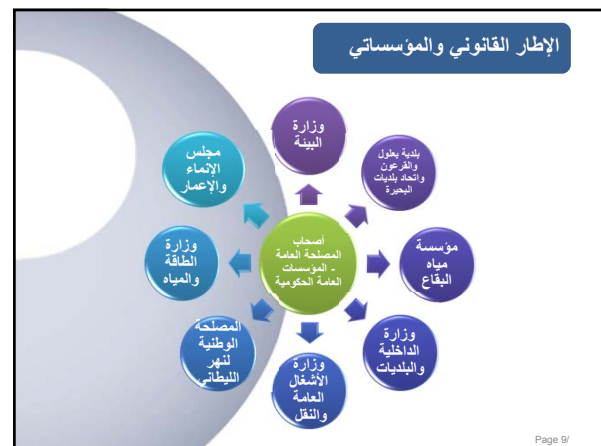 الإطار القانوني والمؤسساتي
وزارة
البيئة
بلدية بعلول
والقرعون
واتحاد بلديات
البحيرة
مؤسسة
مياه
البقاع
وزارة
الداخلية
والبلديات
وزارة
الأشغال
العامة
والنقل
المصلحة
الوطنية
لنهر
الليطاني
وزارة
الطاقة
والمياه
مجلس
الإنماء
والإعمار
أصحاب
المصلحة العامة
- المؤسسات
العامة الحكومية
Page 9/